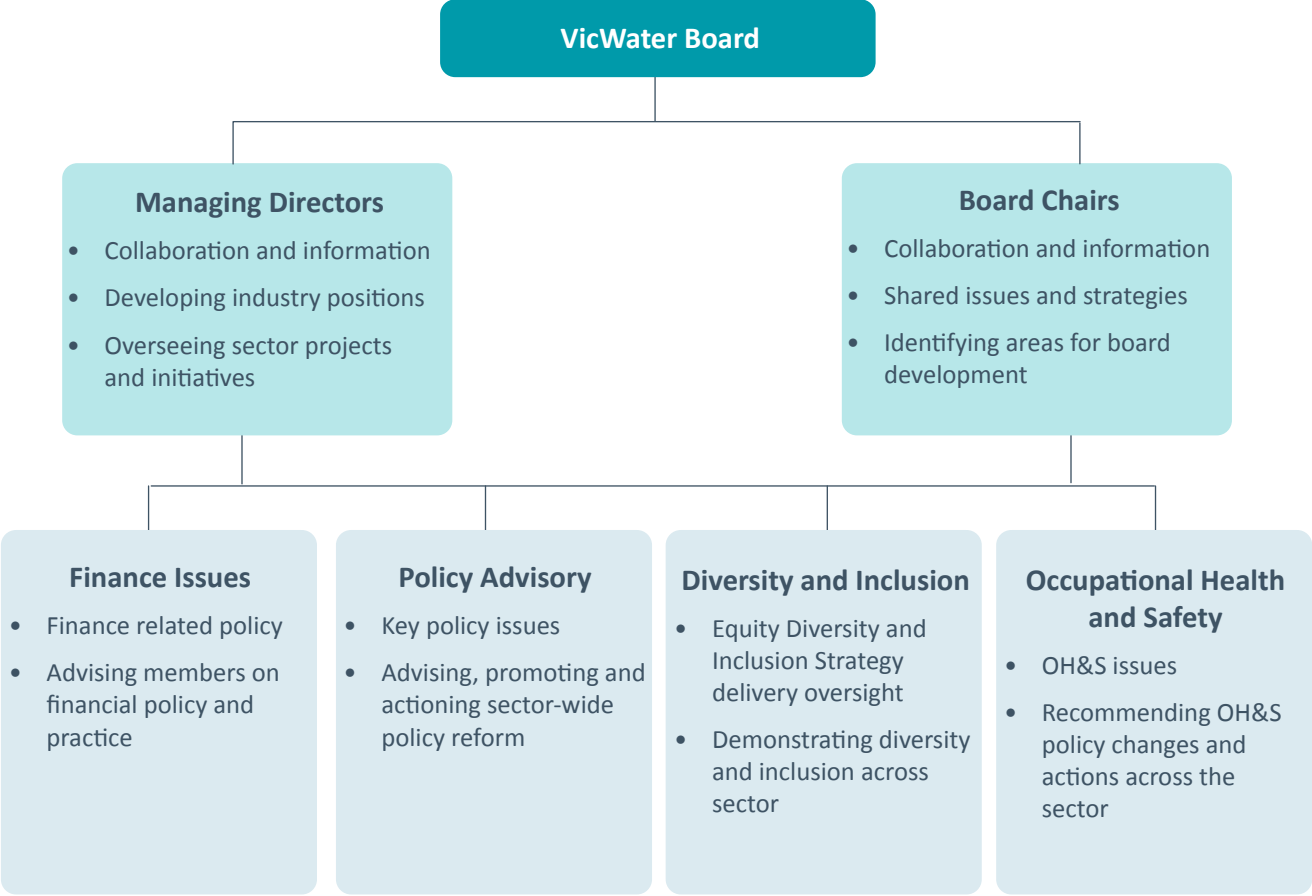 VicWater Board
Managing Directors
• Collaboration and information
• Developing industry positions
• Overseeing sector projects
and initiatives
Board Chairs
• Collaboration and information
• Shared issues and strategies
• Identifying areas for board
development
Finance Issues
• Finance related policy
• Advising members on
financial policy and
practice
Policy Advisory
• Key policy issues
• Advising, promoting and
actioning sector-wide
policy reform
Diversity and Inclusion
• Equity Diversity and
Inclusion Strategy
delivery oversight
• Demonstrating diversity
and inclusion across
sector
Occupational Health
and Safety
• OH&S issues
• Recommending OH&S
policy changes and
actions across the
sector